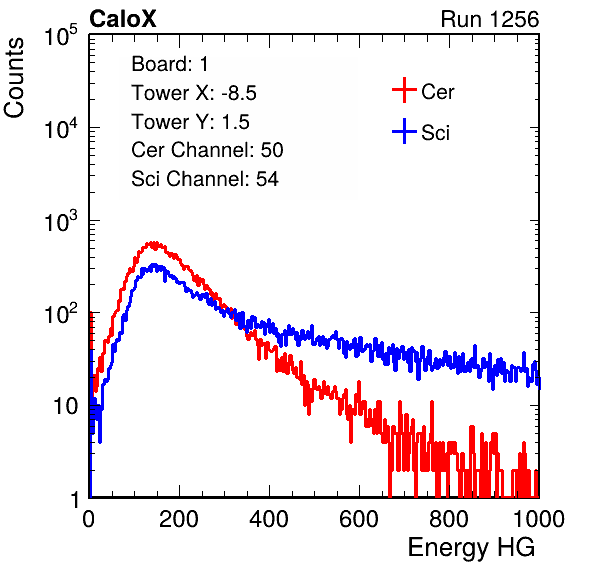 CaloX Run 1256
Counts
10^5
10^4
10^3
10^2
10
1
Board: 1
Tower X: -8.5
Tower Y: 1.5
Cer Channel: 50
Sci Channel: 54
Cer
Sci
0 200 400 600 800 1000
Energy HG